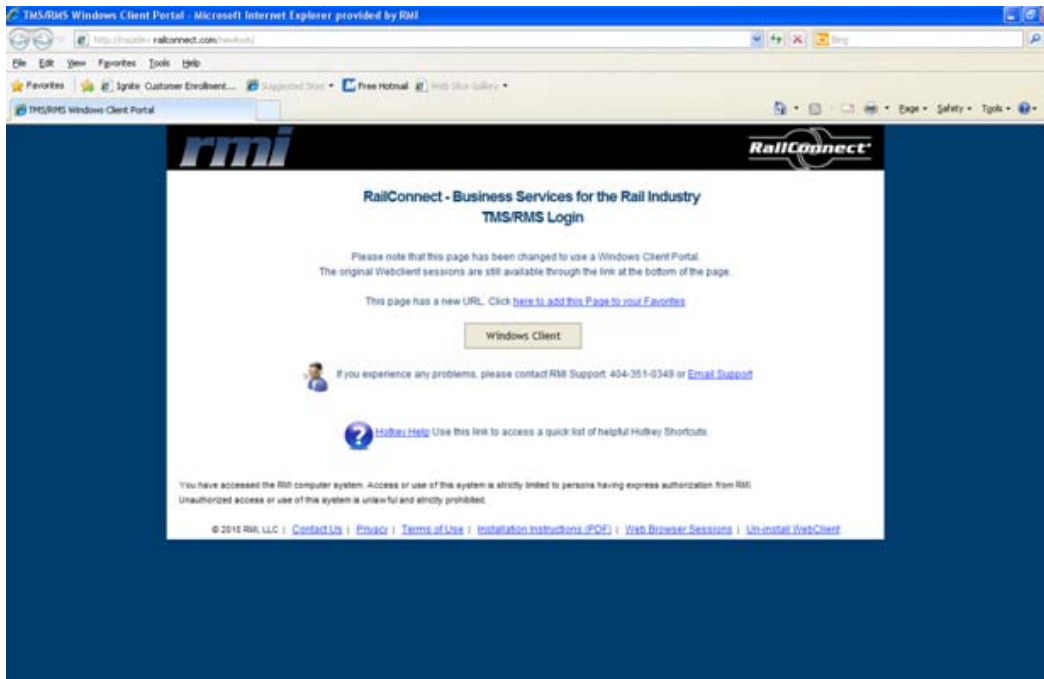 TMS/RMS Windows Client Portal - Microsoft Internet Explorer provided by RMI
railconnect.com/
Bing
File Edit View Favorites Tools Help
Favorites Ignite Customer Enrollment... Suggested Sites Free Hotmail Web Slice Gallery
TMS/RMS Windows Client Portal Page Safety Tools
rmi RailConnect
RailConnect - Business Services for the Rail Industry
TMS/RMS Login
Please note that this page has been changed to use a Windows Client Portal.
The original Webclient sessions are still available through the link at the bottom of the page.
This page has a new URL. Click here to add this Page to your Favorites
Windows Client
If you experience any problems, please contact RMI Support 404-351-0349 or Email Support
Hotkey Help Use this link to access a quick list of helpful Hotkey Shortcuts.
You have accessed the RMI computer system. Access or use of this system is strictly limited to persons having express authorization from RMI.
Unauthorized access or use of this system is unlawful and strictly prohibited.
© 2010 RMI, LLC | Contact Us | Privacy | Terms of Use | Installation Instructions (PDF) | Web Browser Sessions | Un-install WebClient